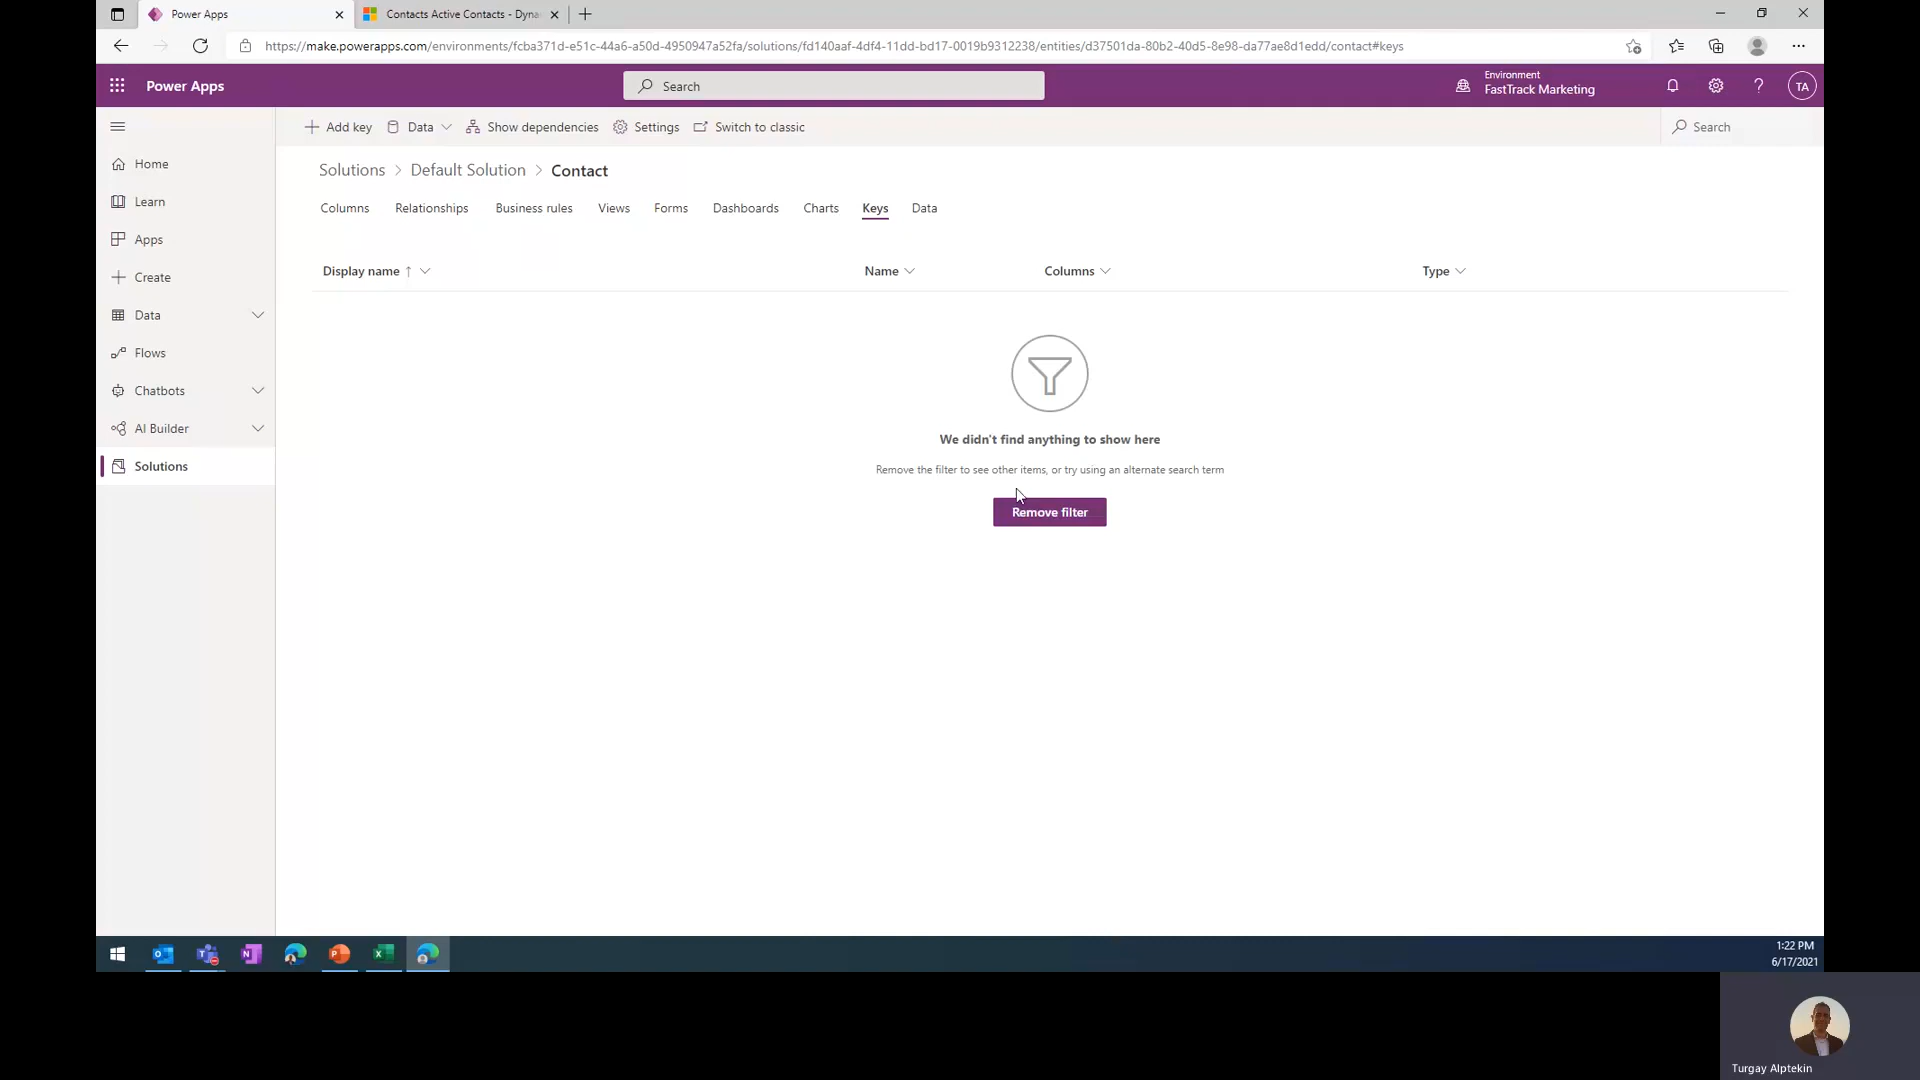 Power Apps
Contacts Active Contacts - Dyna
https://make.powerapps.com/environments/fcba371d-e51c-44a6-a50d-4950947a52fa/solutions/fd140aaf-4df4-11dd-bd17-0019b9312238/entities/d37501da-80b2-40d5-8e98-da77ae8d1edd/contact#keys
Power Apps
Search
Environment
FastTrack Marketing
TA
Add key
Data
Show dependencies
Settings
Switch to classic
Search
Home
Learn
Apps
Create
Data
Flows
Chatbots
AI Builder
Solutions
Solutions > Default Solution > Contact
Columns
Relationships
Business rules
Views
Forms
Dashboards
Charts
Keys
Data
Display name ↑
Name
Columns
Type
We didn't find anything to show here
Remove the filter to see other items, or try using an alternate search term
Remove filter
1:22 PM
6/17/2021
Turgay Alptekin